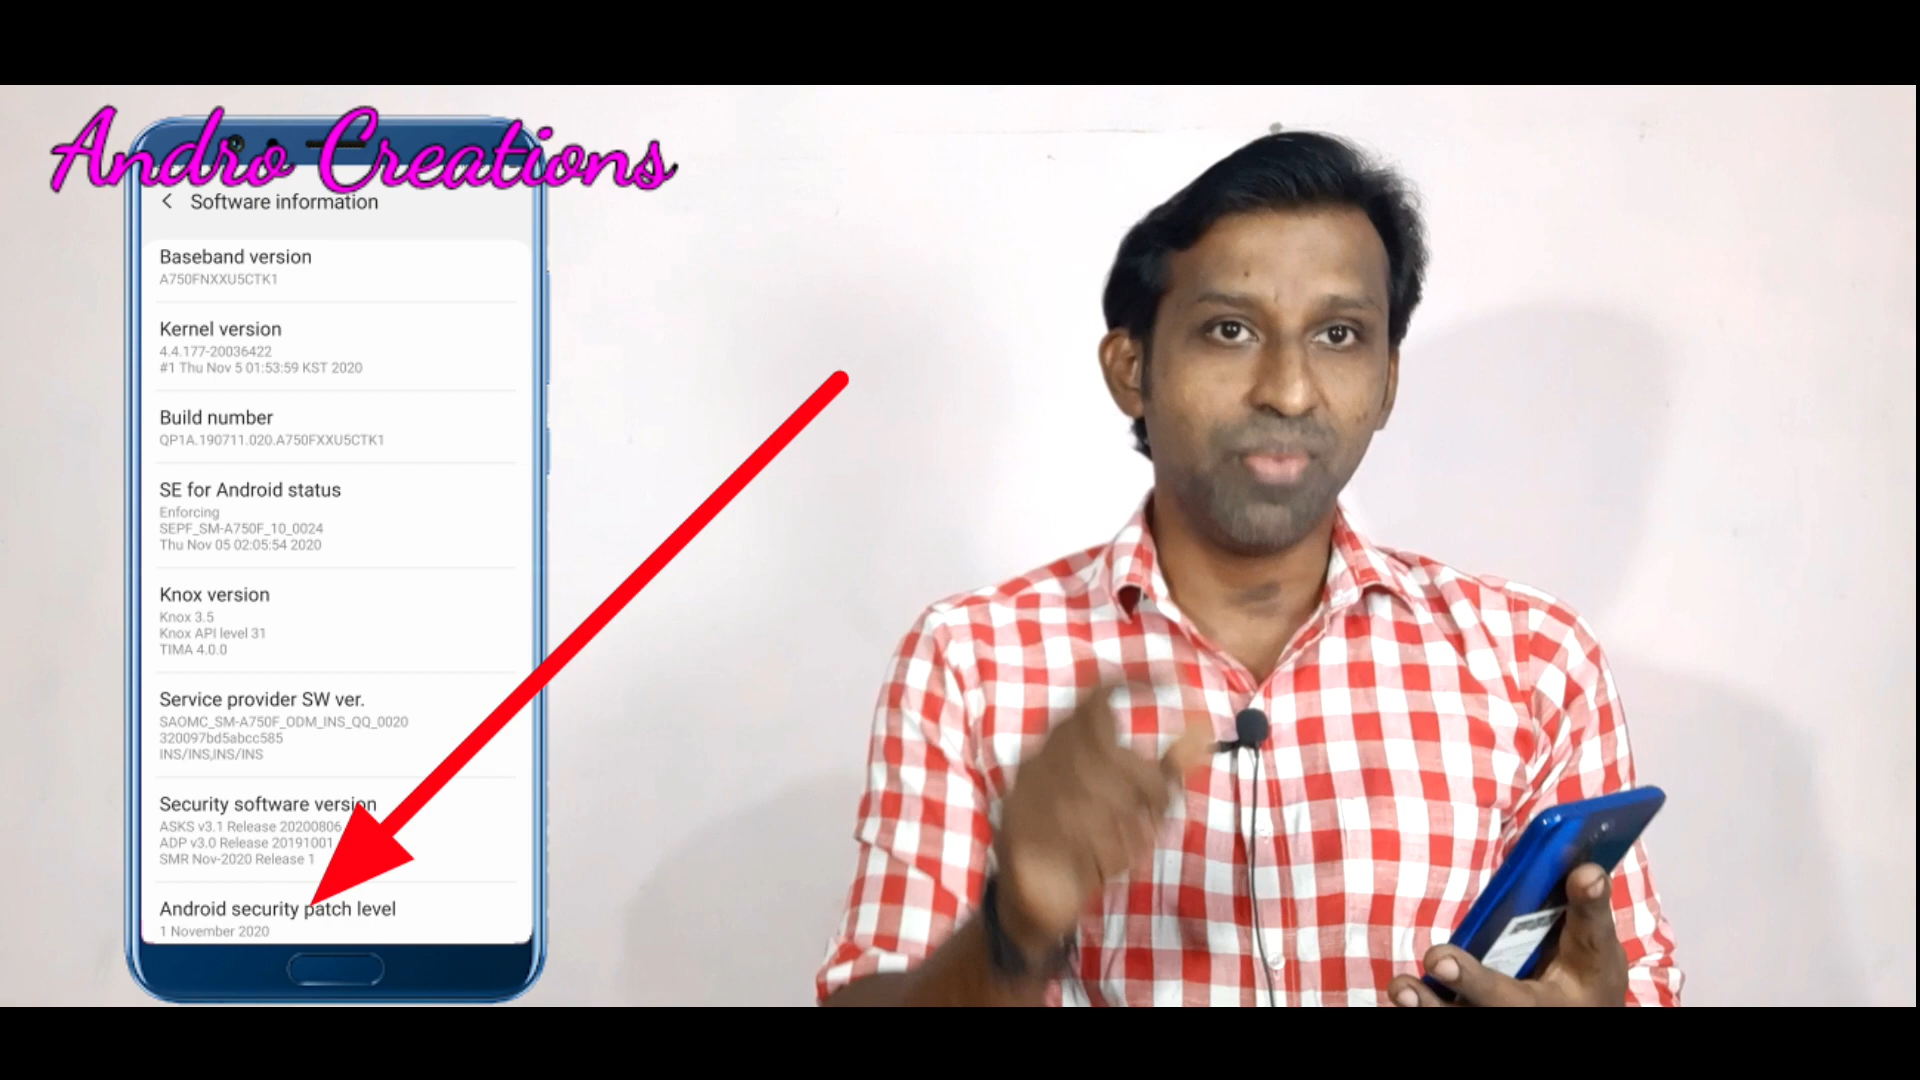 Andro Creations
Software information
Baseband version
A750FNXXU5CTK1
Kernel version
4.4.177-20036422
#1 Thu Nov 5 01:53:59 KST 2020
Build number
QP1A.190711.020.A750FXXU5CTK1
SE for Android status
Enforcing
SEPF_SM-A750F_10_0024
Thu Nov 05 02:05:54 2020
Knox version
Knox 3.5
Knox API level 31
TIMA 4.0.0
Service provider SW ver.
SAOMC_SM-A750F_ODM_INS_QQ_0020
320097bd5abcc585
INS/INS,INS/INS
Security software version
ASKS v3.1 Release 20200806
ADP v3.0 Release 20191001
SMR Nov-2020 Release 1
Android security patch level
1 November 2020